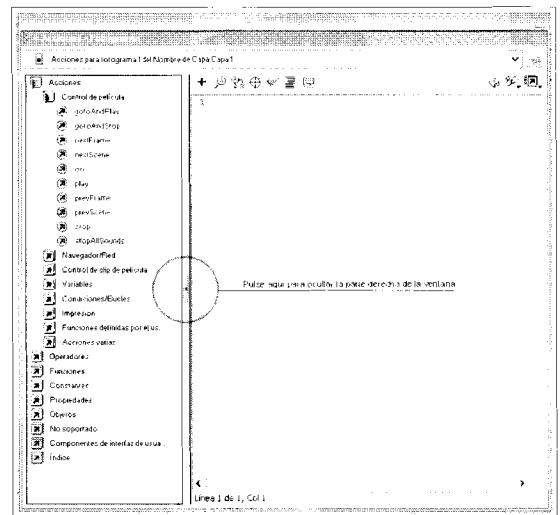 Acciones para fotograma 1 del Nombre de Capa Capa 1
Acciones
Control de película
gotoAndPlay
gotoAndStop
nextFrame
nextScene
on
play
prevFrame
prevScene
stop
stopAllSounds
Navegador/Red
Control de clip de película
Variables
Condiciones/Bucles
Impresión
Funciones definidas por el us.
Acciones varias
Operadores
Funciones
Constantes
Propiedades
Objetos
No soportado
Componentes de interfaz de usua.
Índice
1
Pulse aquí para ocultar la parte derecha de la ventana
Línea 1 de 1, Col 1